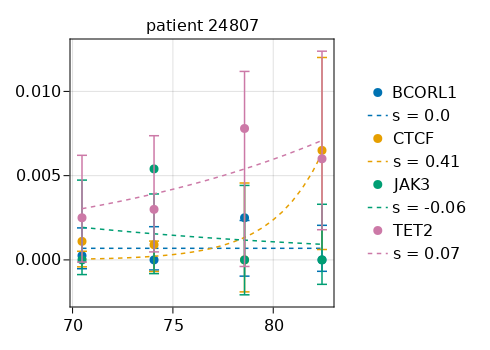 patient 24807
0.010
0.005
0.000
70
75
80
BCORL1
s = 0.0
CTCF
s = 0.41
JAK3
s = -0.06
TET2
s = 0.07